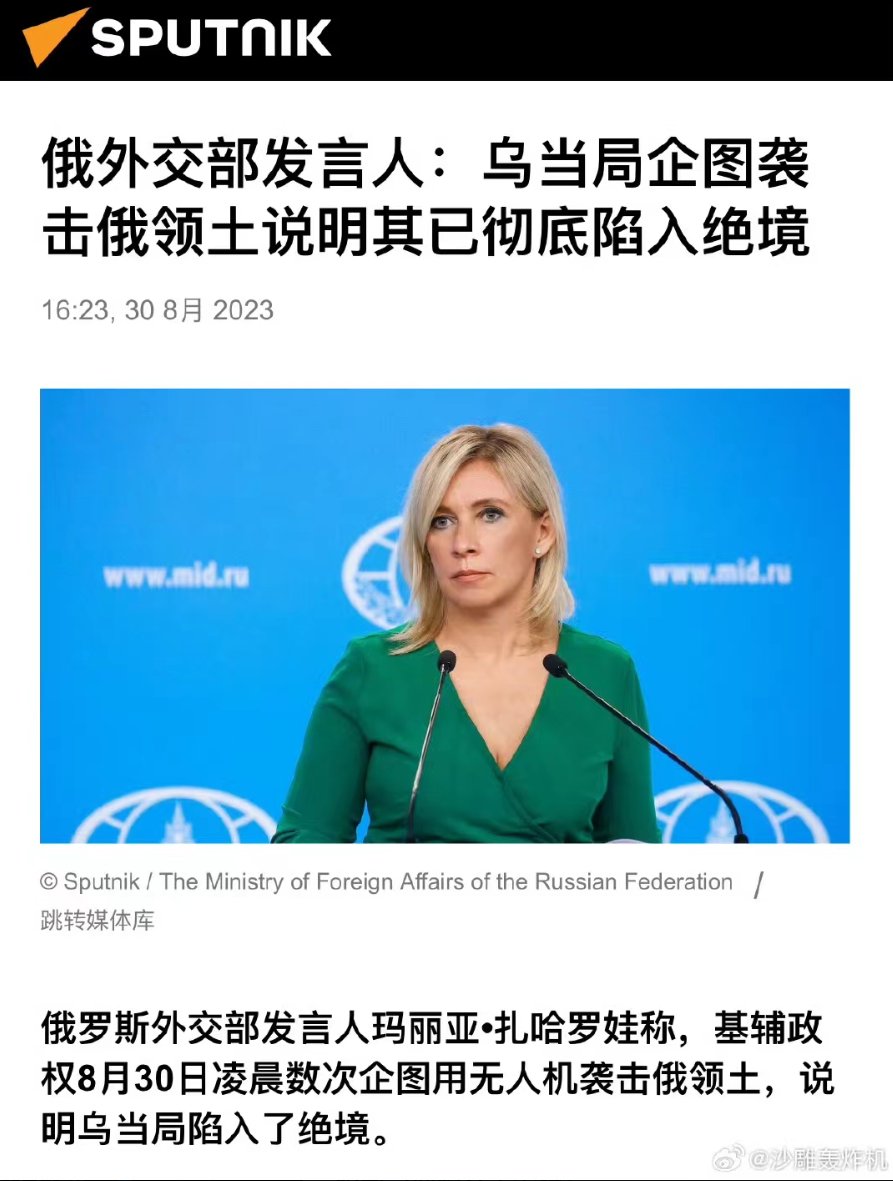 SPUTNIK
俄外交部发言人：乌当局企图袭
击俄领土说明其已彻底陷入绝境
16:23, 30 8月 2023
www.mid.ru
www.mid.ru
© Sputnik / The Ministry of Foreign Affairs of the Russian Federation /
跳转媒体库
俄罗斯外交部发言人玛丽亚•扎哈罗娃称，基辅政
权8月30日凌晨数次企图用无人机袭击俄领土，说
明乌当局陷入了绝境。
@沙雕轰炸机